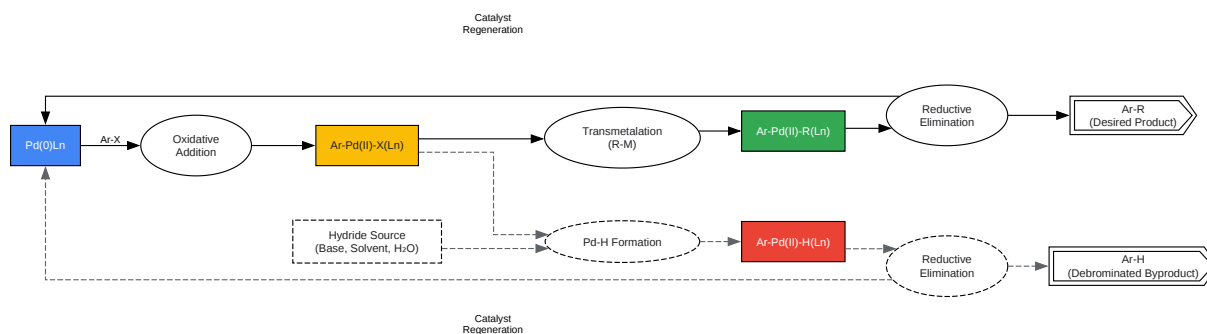 Catalyst
Regeneration
Pd(0)Ln
Ar-X
Oxidative
Addition
Ar-Pd(II)-X(Ln)
Transmetalation
(R-M)
Ar-Pd(II)-R(Ln)
Reductive
Elimination
Ar-R
(Desired Product)
Hydride Source
(Base, Solvent, H₂O)
Pd-H Formation
Ar-Pd(II)-H(Ln)
Reductive
Elimination
Ar-H
(Debrominated Byproduct)
Catalyst
Regeneration